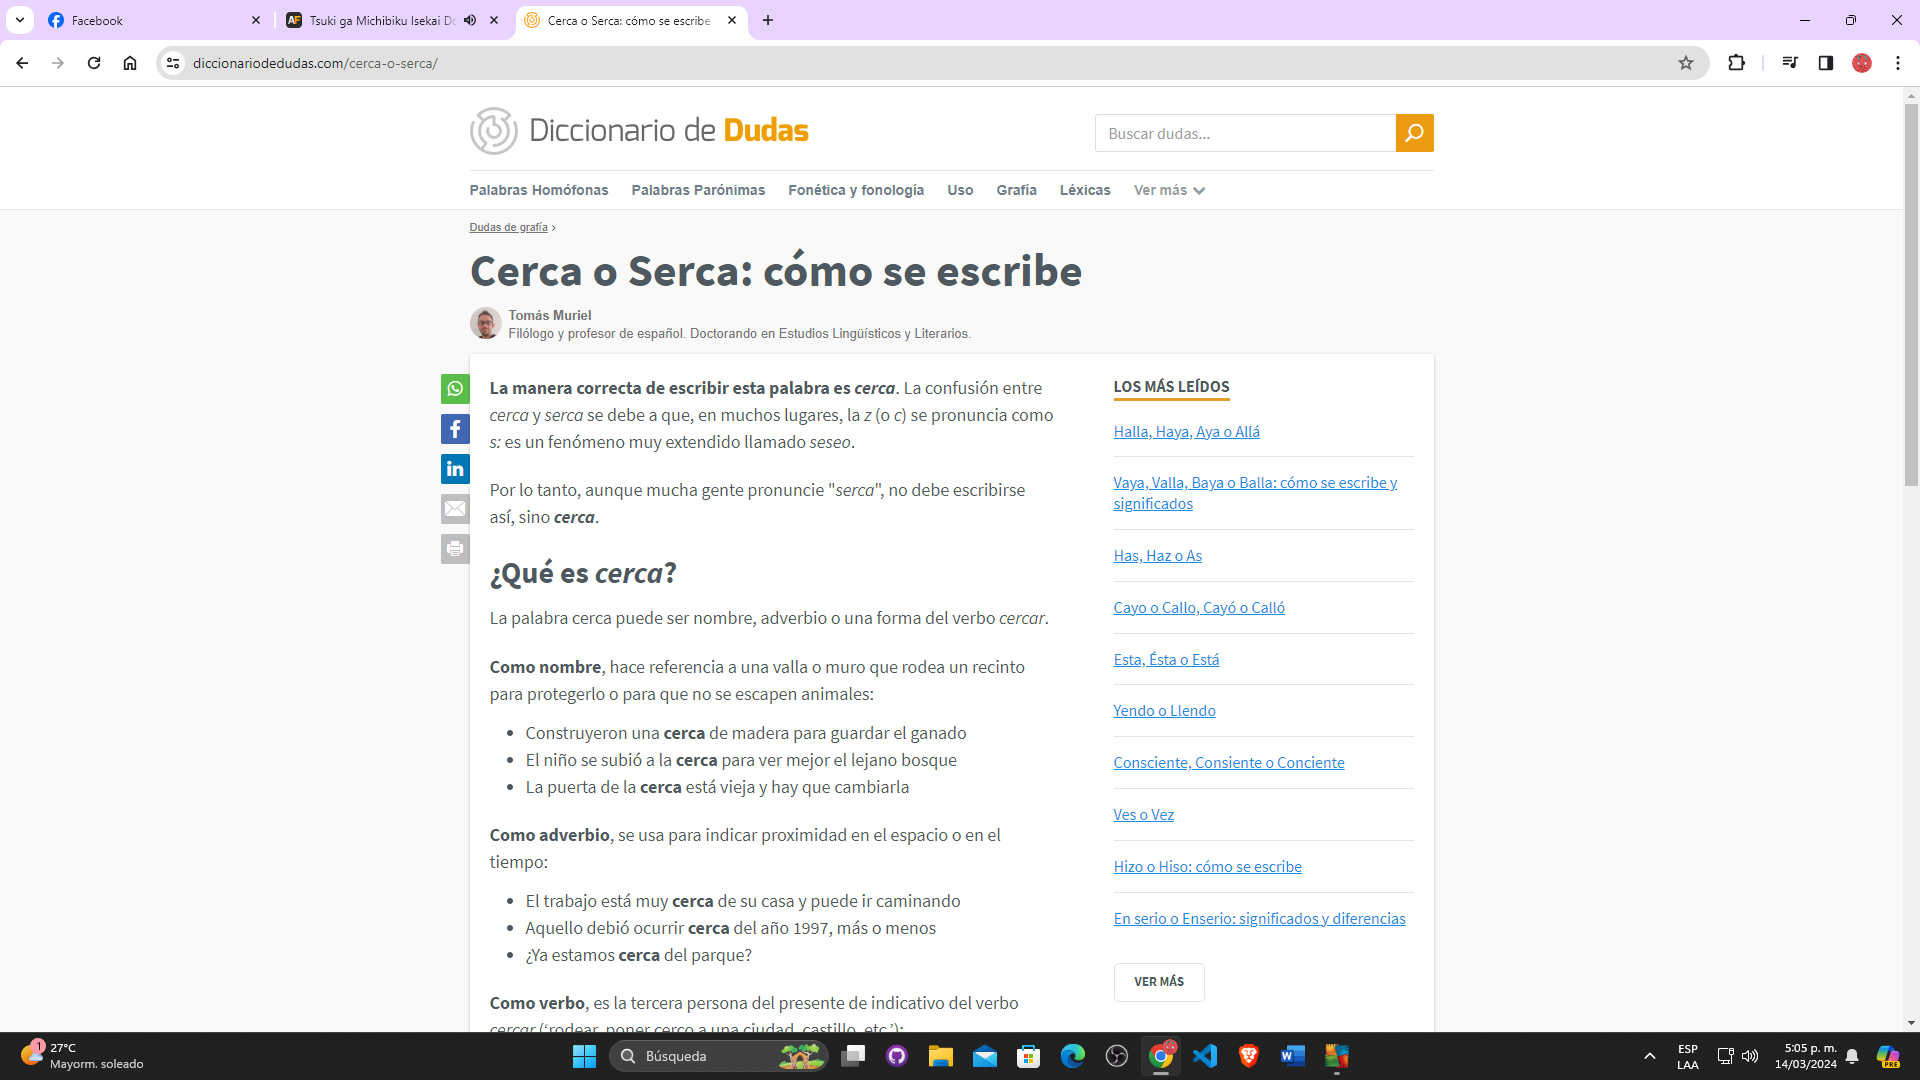 Facebook
Tsuki ga Michibiku Isekai Do
Cerca o Serca: cómo se escribe
diccionariodedudas.com/cerca-o-serca/
Diccionario de Dudas
Buscar dudas...
Palabras Homófonas Palabras Parónimas Fonética y fonología Uso Grafía Léxicas Ver más
Dudas de grafía ›
Cerca o Serca: cómo se escribe
Tomás Muriel
Filólogo y profesor de español. Doctorando en Estudios Lingüísticos y Literarios.
La manera correcta de escribir esta palabra es cerca. La confusión entre
cerca y serca se debe a que, en muchos lugares, la z (o c) se pronuncia como
s: es un fenómeno muy extendido llamado seseo.
Por lo tanto, aunque mucha gente pronuncie "serca", no debe escribirse
así, sino cerca.
¿Qué es cerca?
La palabra cerca puede ser nombre, adverbio o una forma del verbo cercar.
Como nombre, hace referencia a una valla o muro que rodea un recinto
para protegerlo o para que no se escapen animales:
• Construyeron una cerca de madera para guardar el ganado
• El niño se subió a la cerca para ver mejor el lejano bosque
• La puerta de la cerca está vieja y hay que cambiarla
Como adverbio, se usa para indicar proximidad en el espacio o en el
tiempo:
• El trabajo está muy cerca de su casa y puede ir caminando
• Aquello debió ocurrir cerca del año 1997, más o menos
• ¿Ya estamos cerca del parque?
Como verbo, es la tercera persona del presente de indicativo del verbo
cercar ('rodear, poner cerco a una ciudad, castillo, etc.'):
LOS MÁS LEÍDOS
Halla, Haya, Aya o Allá
Vaya, Valla, Baya o Balla: cómo se escribe y
significados
Has, Haz o As
Cayo o Callo, Cayó o Calló
Esta, Ésta o Está
Yendo o Llendo
Consciente, Consiente o Conciente
Ves o Vez
Hizo o Hiso: cómo se escribe
En serio o Enserio: significados y diferencias
VER MÁS
1
27°C
Mayorm. soleado
Búsqueda
ESP
LAA
5:05 p. m.
14/03/2024